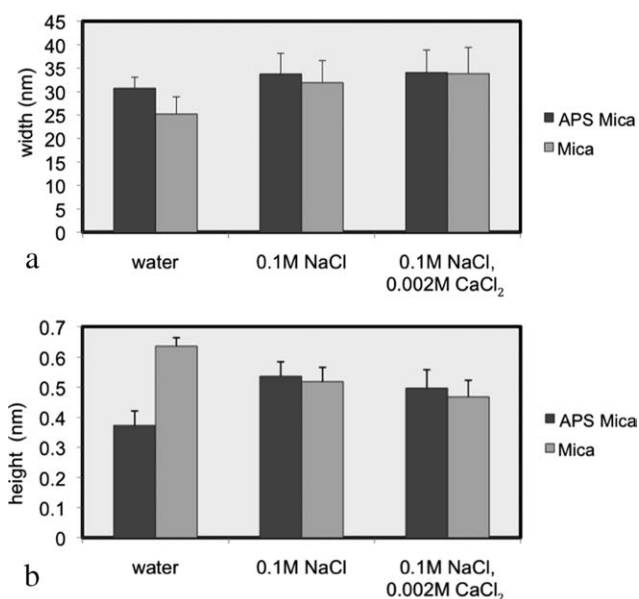 45
40
35
30
25
20
15
10
5
0
width (nm)
APS Mica
Mica
a
water 0.1M NaCl 0.1M NaCl,
0.002M CaCl₂
0.7
0.6
0.5
0.4
0.3
0.2
0.1
0
height (nm)
APS Mica
Mica
b
water 0.1M NaCl 0.1M NaCl,
0.002M CaCl₂